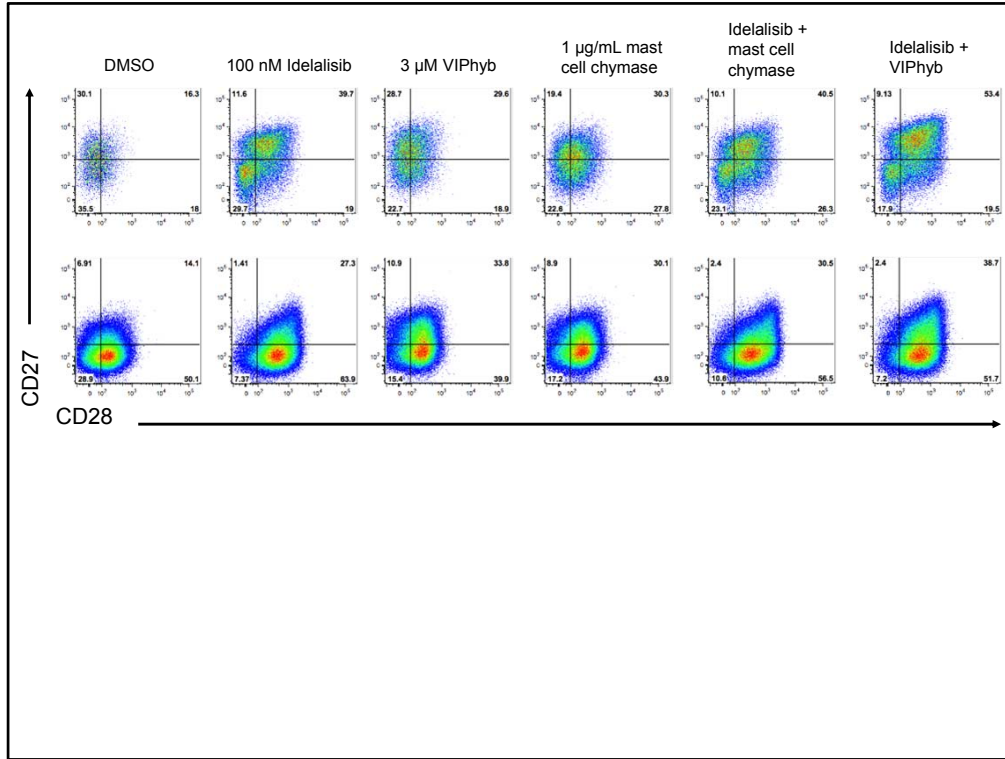 DMSO
100 nM Idelalisib
3 µM VIPhyb
1 µg/mL mast
cell chymase
Idelalisib +
mast cell
chymase
Idelalisib +
VIPhyb
30.1 16.3
35.5 18
11.6 39.7
29.7 19
28.7 29.6
22.7 18.9
19.4 30.3
22.6 27.8
10.1 40.5
23.1 26.3
9.13 53.4
17.9 19.5
6.91 14.1
28.9 50.1
1.41 27.3
7.37 63.9
10.9 33.8
15.4 39.9
8.9 30.1
17.2 43.9
2.4 30.5
10.6 56.5
2.4 38.7
7.2 51.7
CD27
CD28